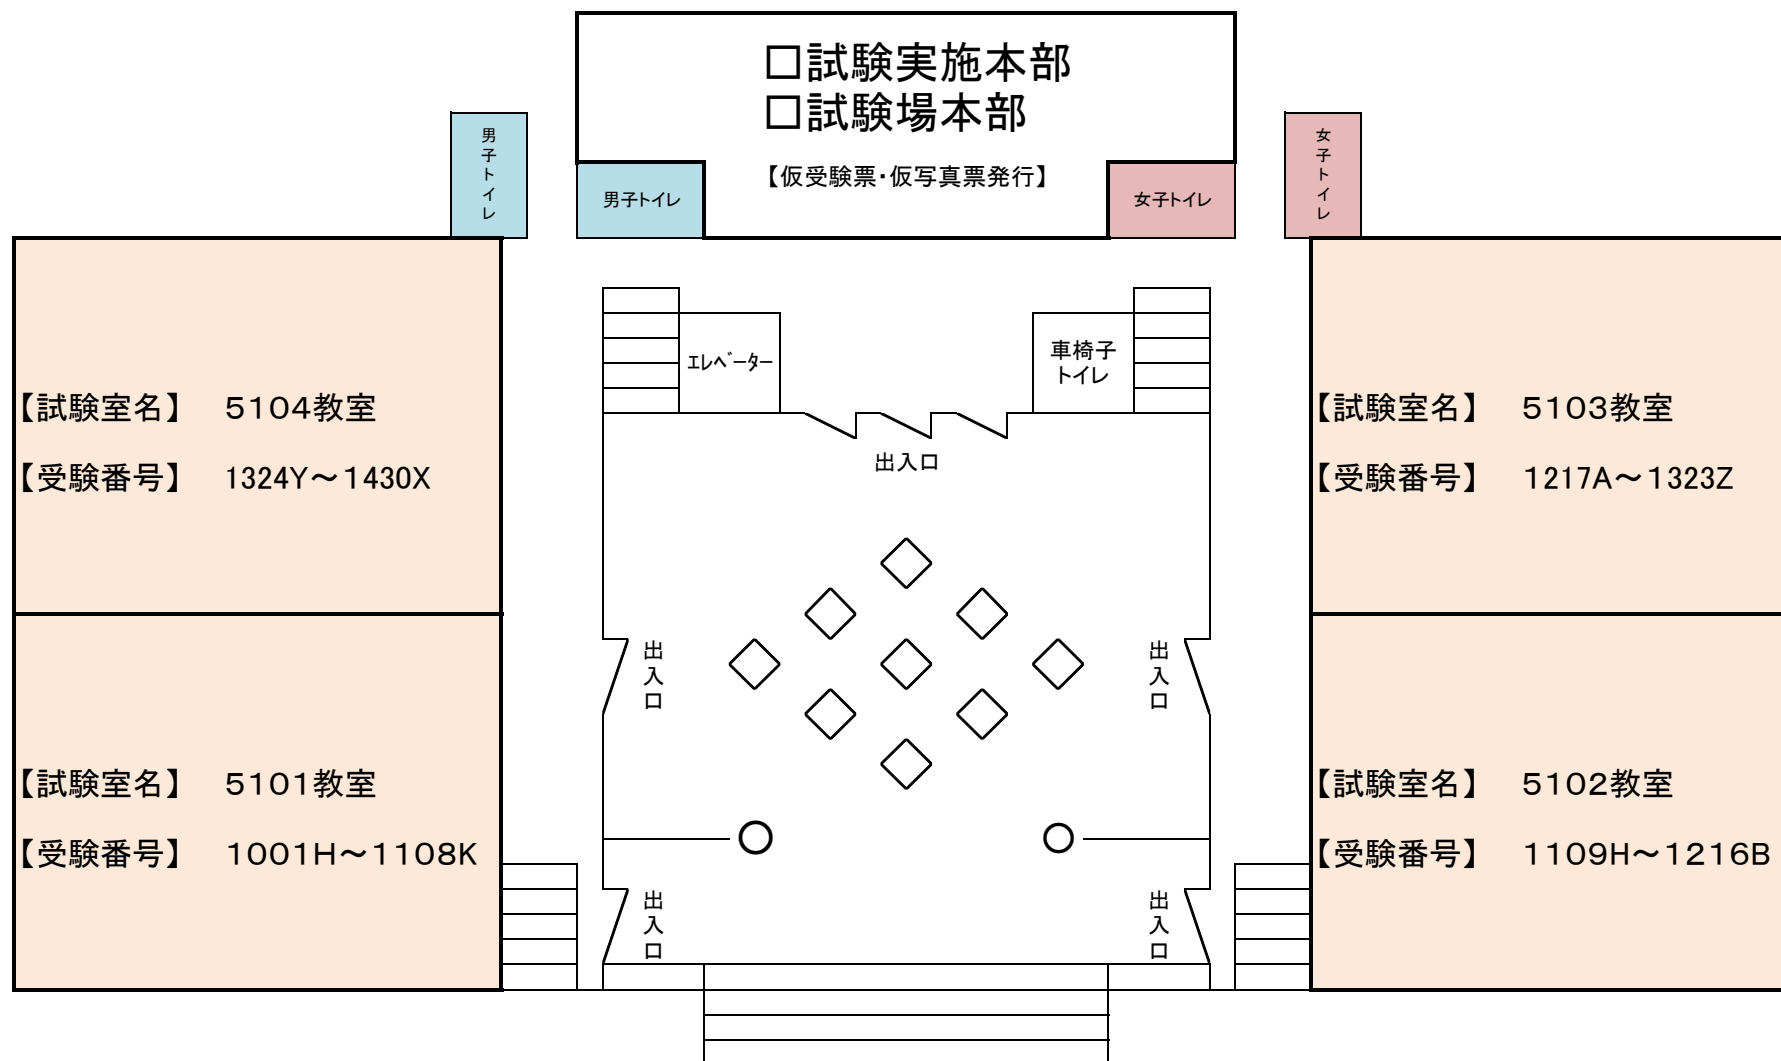 □試験実施本部
□試験場本部
【仮受験票・仮写真票発行】
男子トイレ
男子トイレ
女子トイレ
女子トイレ
エレベーター
車椅子
トイレ
出入口
【試験室名】 5104教室
【受験番号】 1324Y～1430X
【試験室名】 5103教室
【受験番号】 1217A～1323Z
出入口
出入口
【試験室名】 5101教室
【受験番号】 1001H～1108K
【試験室名】 5102教室
【受験番号】 1109H～1216B
出入口
出入口